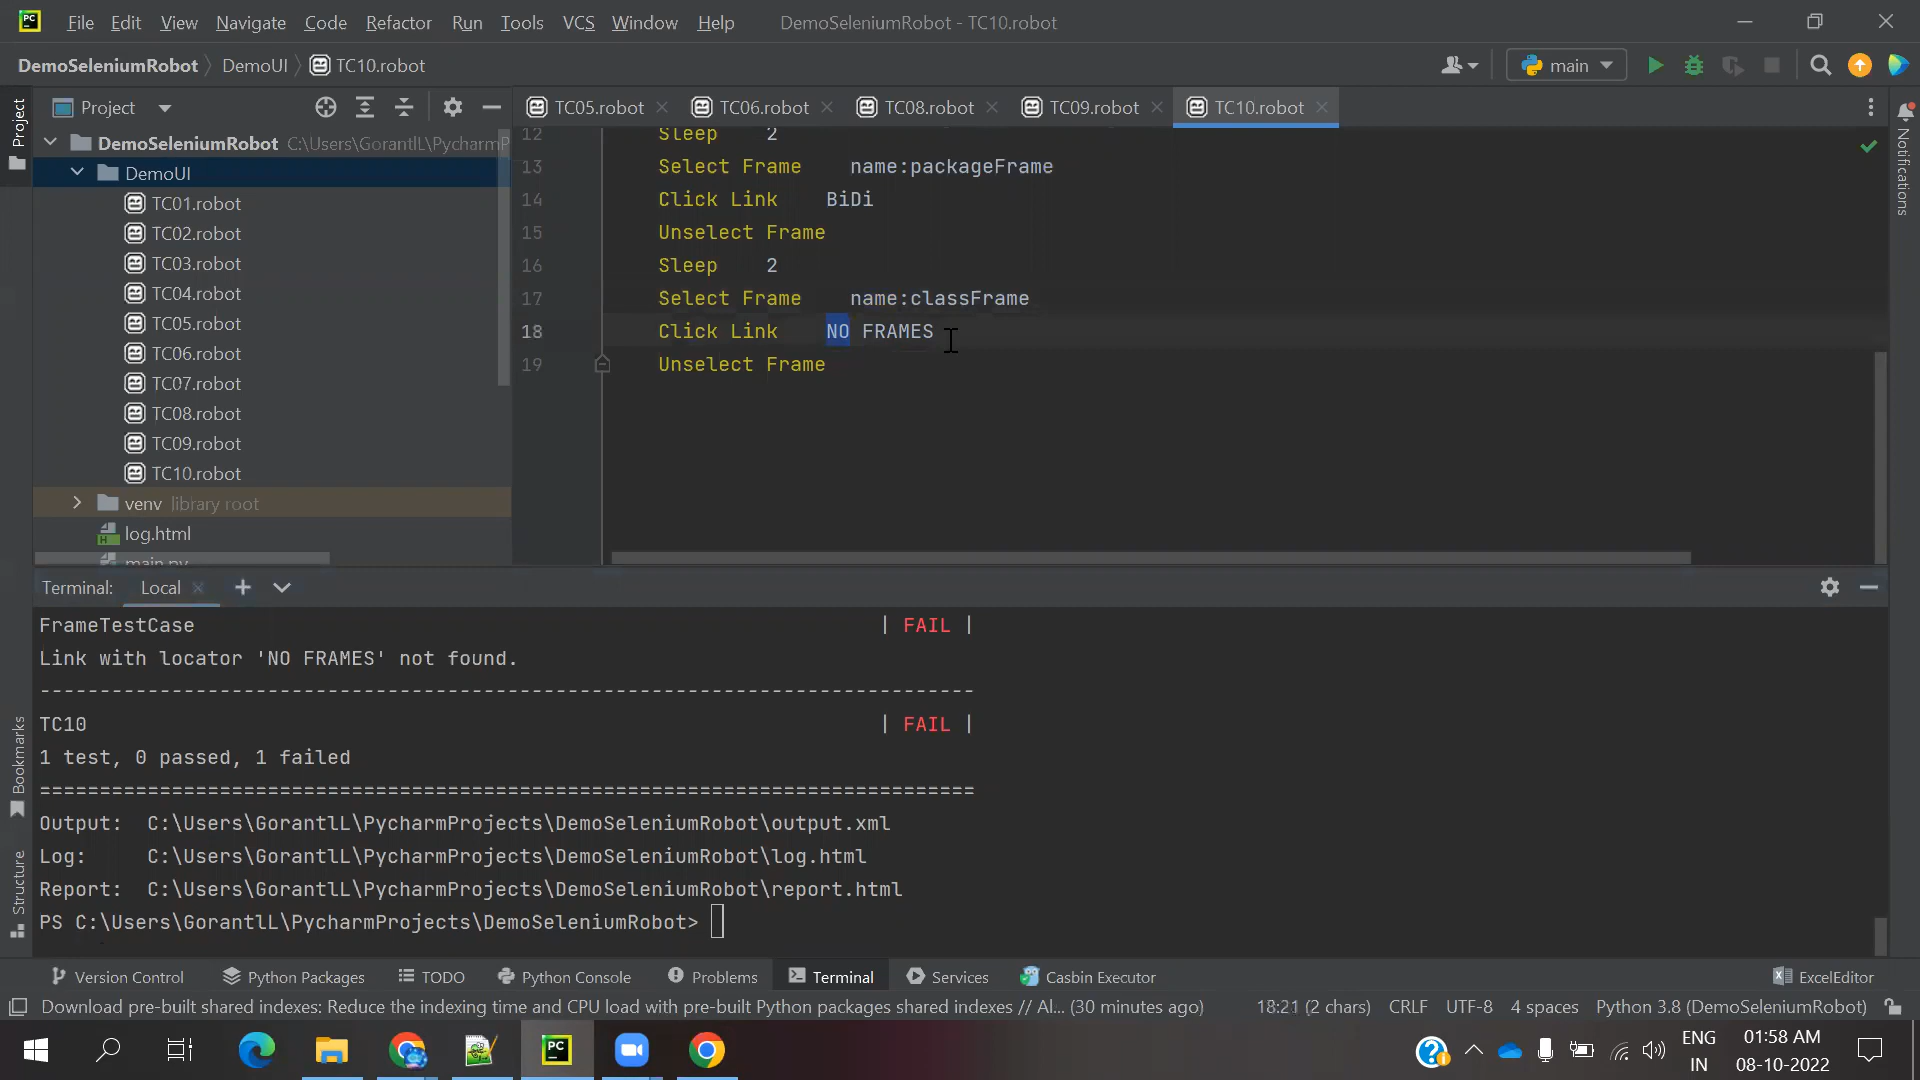 File Edit View Navigate Code Refactor Run Tools VCS Window Help DemoSeleniumRobot - TC10.robot
DemoSeleniumRobot DemoUI TC10.robot main
Project
Project
TC05.robot TC06.robot TC08.robot TC09.robot TC10.robot
Notifications
DemoSeleniumRobot C:\Users\GorantlL\PycharmP
DemoUI
TC01.robot
TC02.robot
TC03.robot
TC04.robot
TC05.robot
TC06.robot
TC07.robot
TC08.robot
TC09.robot
TC10.robot
venv library root
log.html
main.py
12 Sleep 2
13 Select Frame name:packageFrame
14 Click Link BiDi
15 Unselect Frame
16 Sleep 2
17 Select Frame name:classFrame
18 Click Link NO FRAMES
19 Unselect Frame
Terminal: Local
FrameTestCase | FAIL |
Link with locator 'NO FRAMES' not found.
------------------------------------------------------------------------------
TC10 | FAIL |
1 test, 0 passed, 1 failed
==============================================================================
Output: C:\Users\GorantlL\PycharmProjects\DemoSeleniumRobot\output.xml
Log: C:\Users\GorantlL\PycharmProjects\DemoSeleniumRobot\log.html
Report: C:\Users\GorantlL\PycharmProjects\DemoSeleniumRobot\report.html
PS C:\Users\GorantlL\PycharmProjects\DemoSeleniumRobot>
Bookmarks
Structure
Version Control Python Packages TODO Python Console Problems Terminal Services Casbin Executor ExcelEditor
Download pre-built shared indexes: Reduce the indexing time and CPU load with pre-built Python packages shared indexes // Al... (30 minutes ago) 18:21 (2 chars) CRLF UTF-8 4 spaces Python 3.8 (DemoSeleniumRobot)
ENG
IN
01:58 AM
08-10-2022